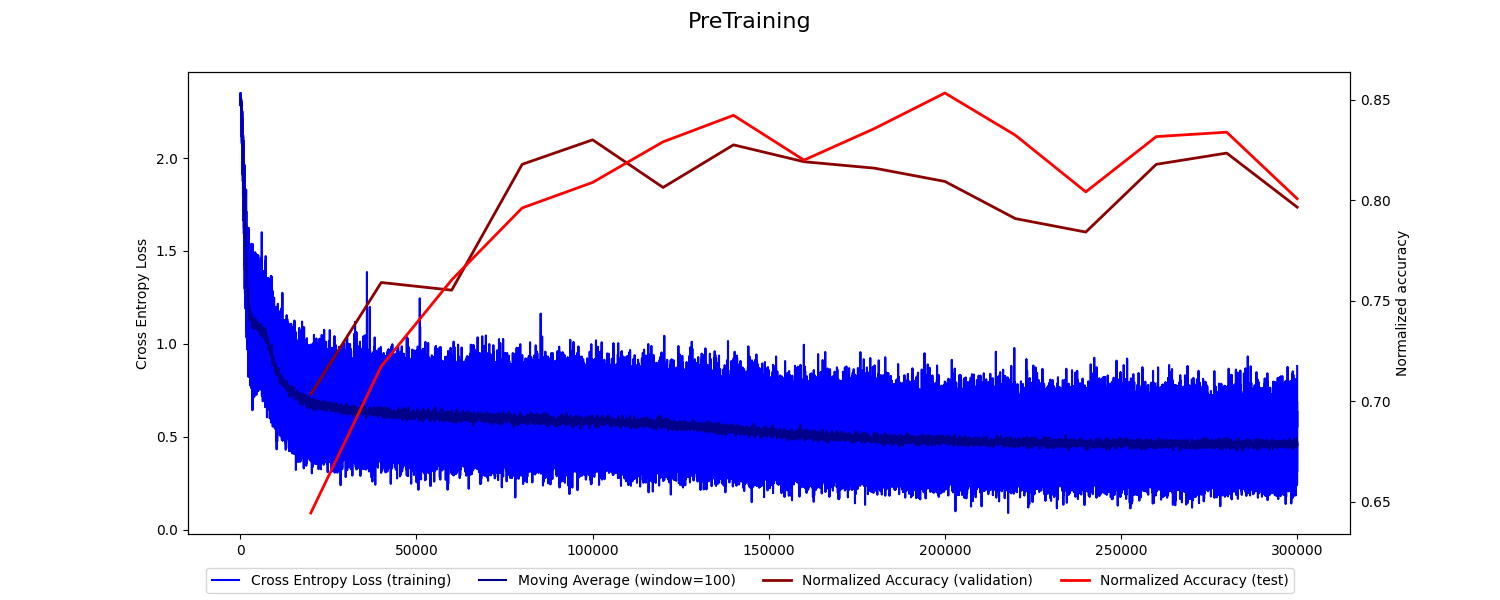 PreTraining
Cross Entropy Loss
2.0
1.5
1.0
0.5
0.0
0.85
0.80
0.75
0.70
0.65
Normalized accuracy
0 50000 100000 150000 200000 250000 300000
Cross Entropy Loss (training) Moving Average (window=100) Normalized Accuracy (validation) Normalized Accuracy (test)